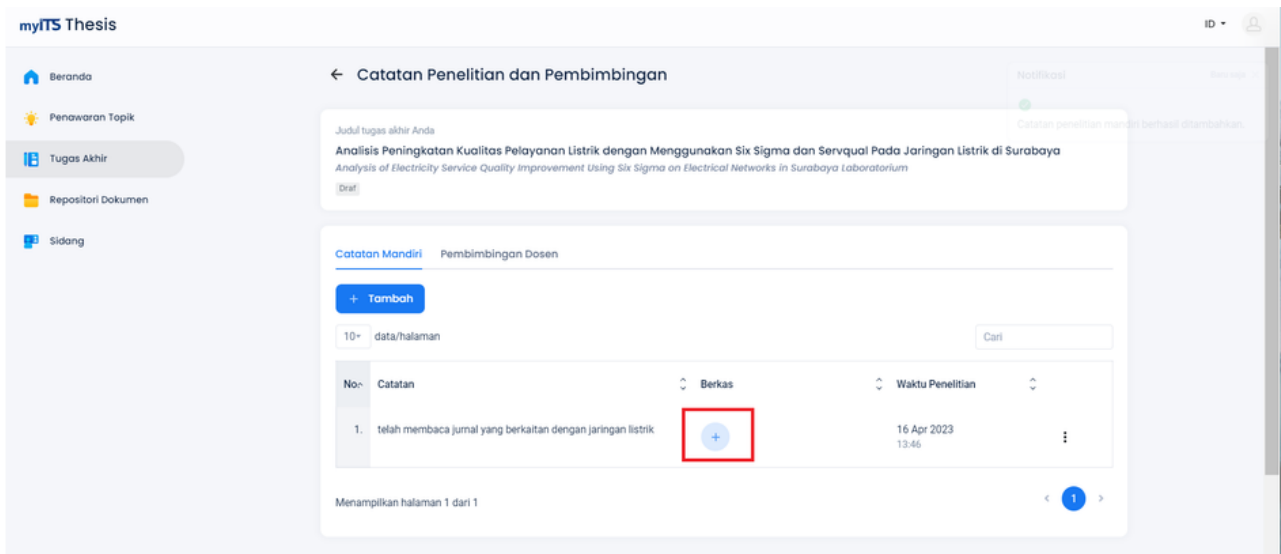 myITS Thesis
ID
Beranda
Penawaran Topik
Tugas Akhir
Repositori Dokumen
Sidang
Catatan Penelitian dan Pembimbingan
Notifikasi
Catatan penelitian mandiri berhasil ditambahkan.
Judul tugas akhir Anda
Analisis Peningkatan Kualitas Pelayanan Listrik dengan Menggunakan Six Sigma dan Servqual Pada Jaringan Listrik di Surabaya
Analysis of Electricity Service Quality Improvement Using Six Sigma on Electrical Networks in Surabaya Laboratorium
Draf
Catatan Mandiri Pembimbingan Dosen
+ Tambah
10 data/halaman
Cari
No Catatan Berkas Waktu Penelitian
1. telah membaca jurnal yang berkaitan dengan jaringan listrik + 16 Apr 2023
13:46
Menampilkan halaman 1 dari 1
< 1 >